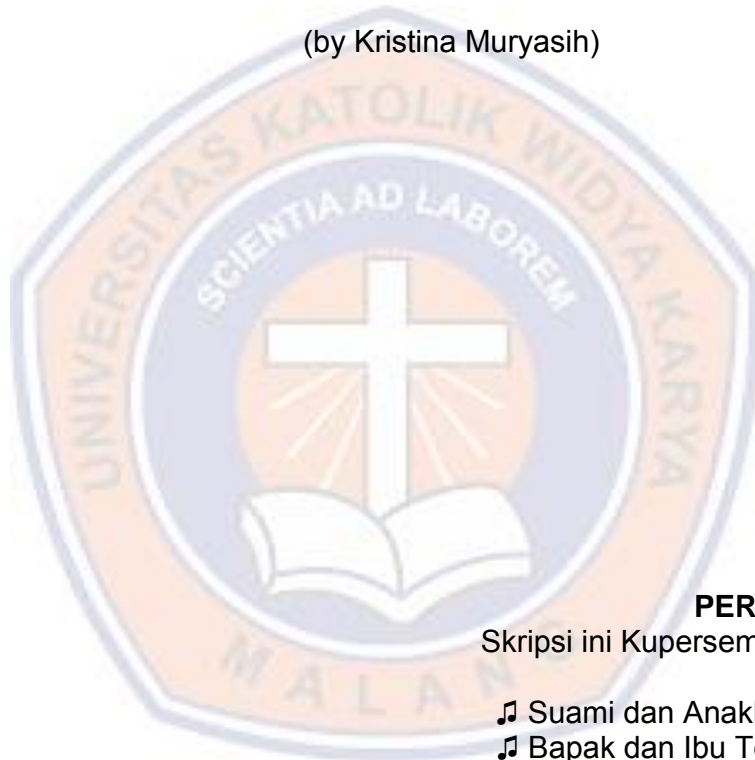 (by Kristina Muryasih)
UNIVERSITAS KATOLIK WIDYA KARYA
SCIENTIA AD LABOREM
MALANG
PER
Skripsi ini Kupersem
♫ Suami dan Anak
♫ Bapak dan Ibu T